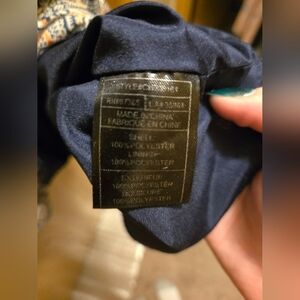 MADE IN CHINA
FABRIQUE EN CHINE
SHELL
100% POLYESTER
LINING
100% POLYESTER
EXTERIEUR
100% POLYESTER
DOUBLURE
100% POLYESTER